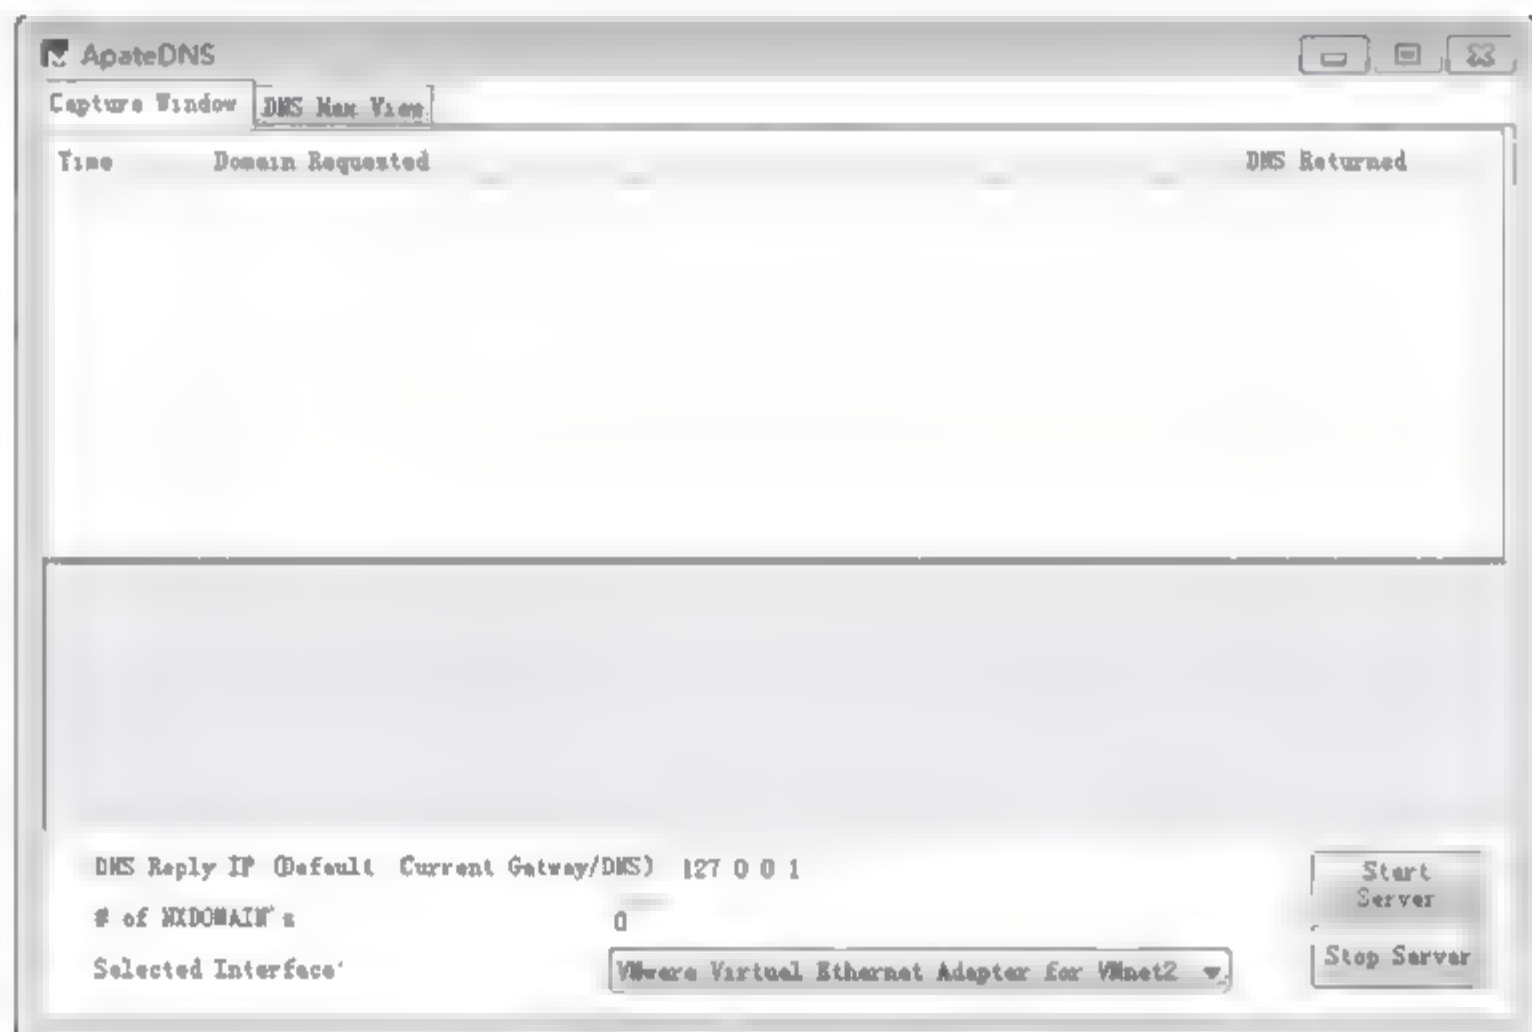 ApateDNS
Capture Window DNS Hex View
Time Domain Requested DNS Returned
DNS Reply IP (Default Current Gatway/DNS) 127 0 0 1
# of NXDOMAIN's 0
Selected Interface: VMware Virtual Ethernet Adapter for VMnet2
Start
Server
Stop Server